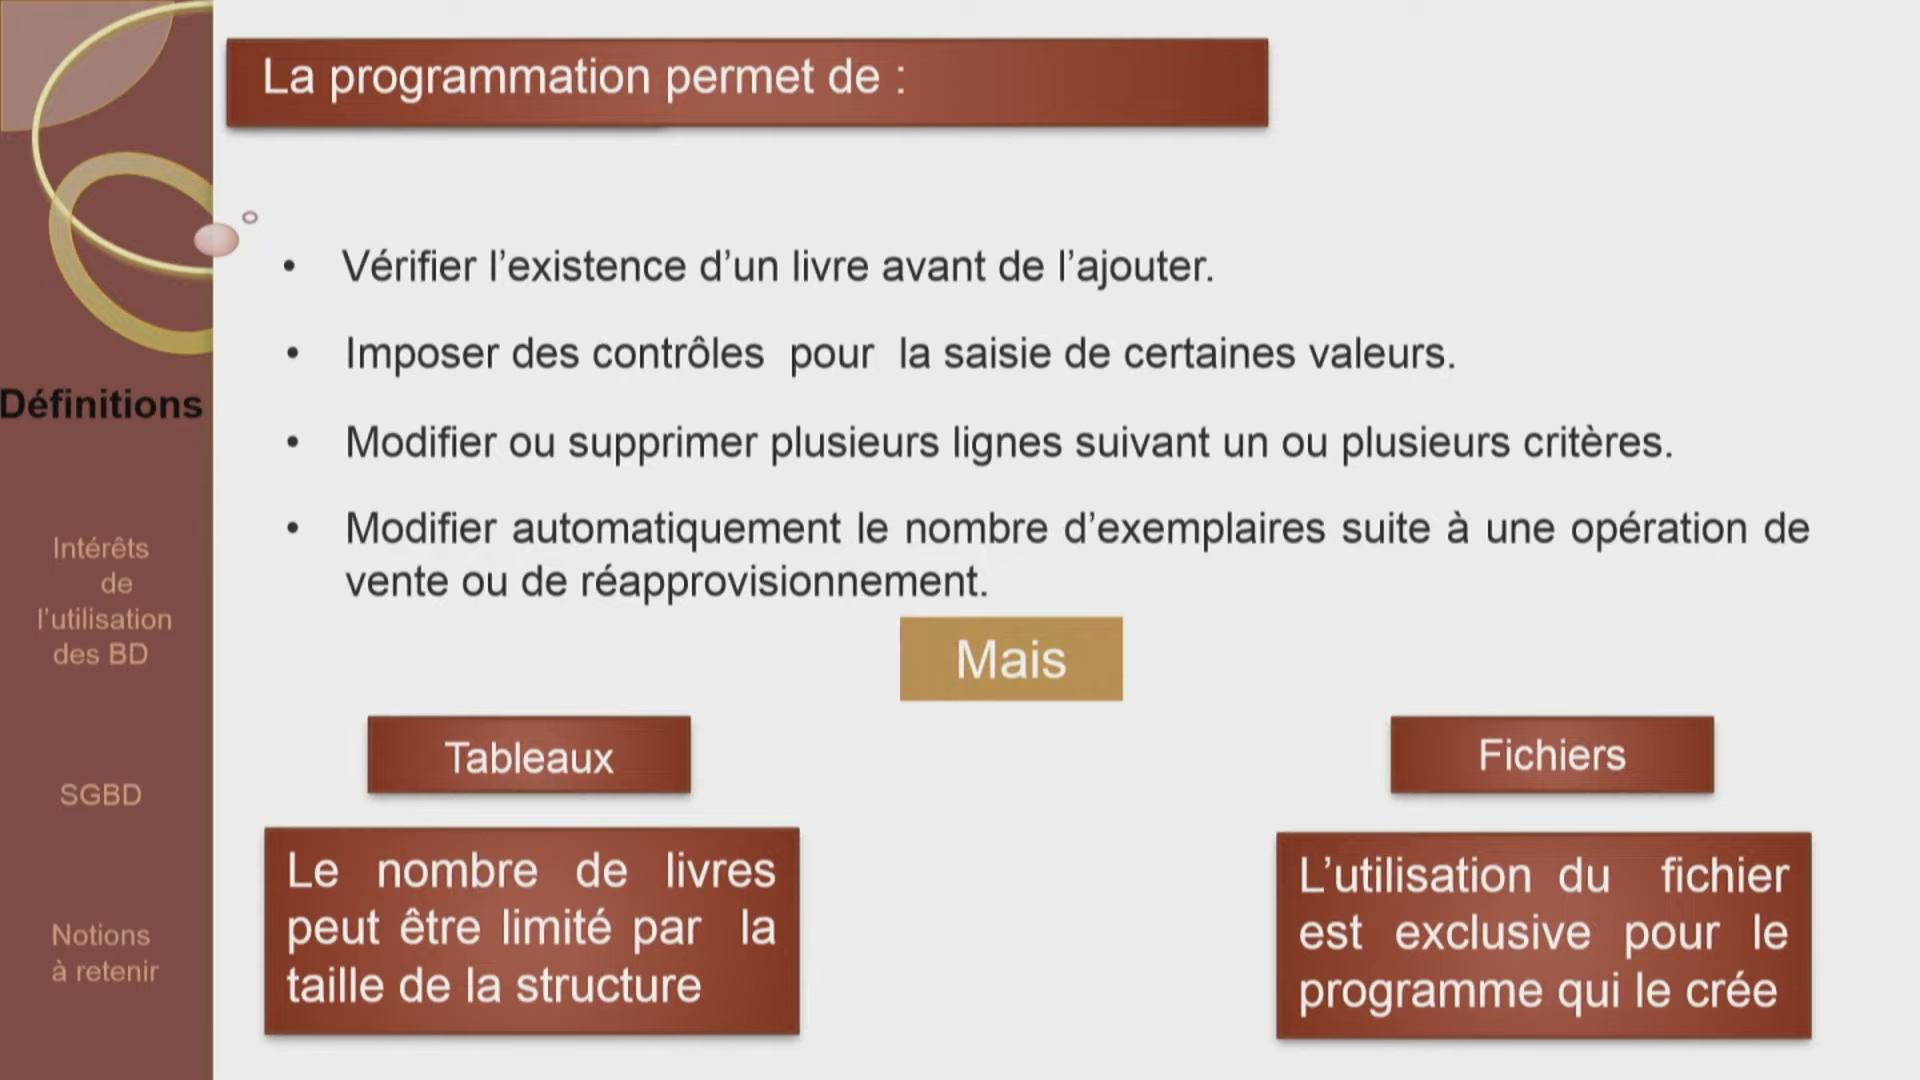 La programmation permet de :
• Vérifier l’existence d’un livre avant de l’ajouter.
• Imposer des contrôles pour la saisie de certaines valeurs.
• Modifier ou supprimer plusieurs lignes suivant un ou plusieurs critères.
• Modifier automatiquement le nombre d’exemplaires suite à une opération de
vente ou de réapprovisionnement.
Mais
Tableaux
Le nombre de livres
peut être limité par la
taille de la structure
Fichiers
L’utilisation du fichier
est exclusive pour le
programme qui le crée
Définitions
Intérêts
de
l’utilisation
des BD
SGBD
Notions
à retenir